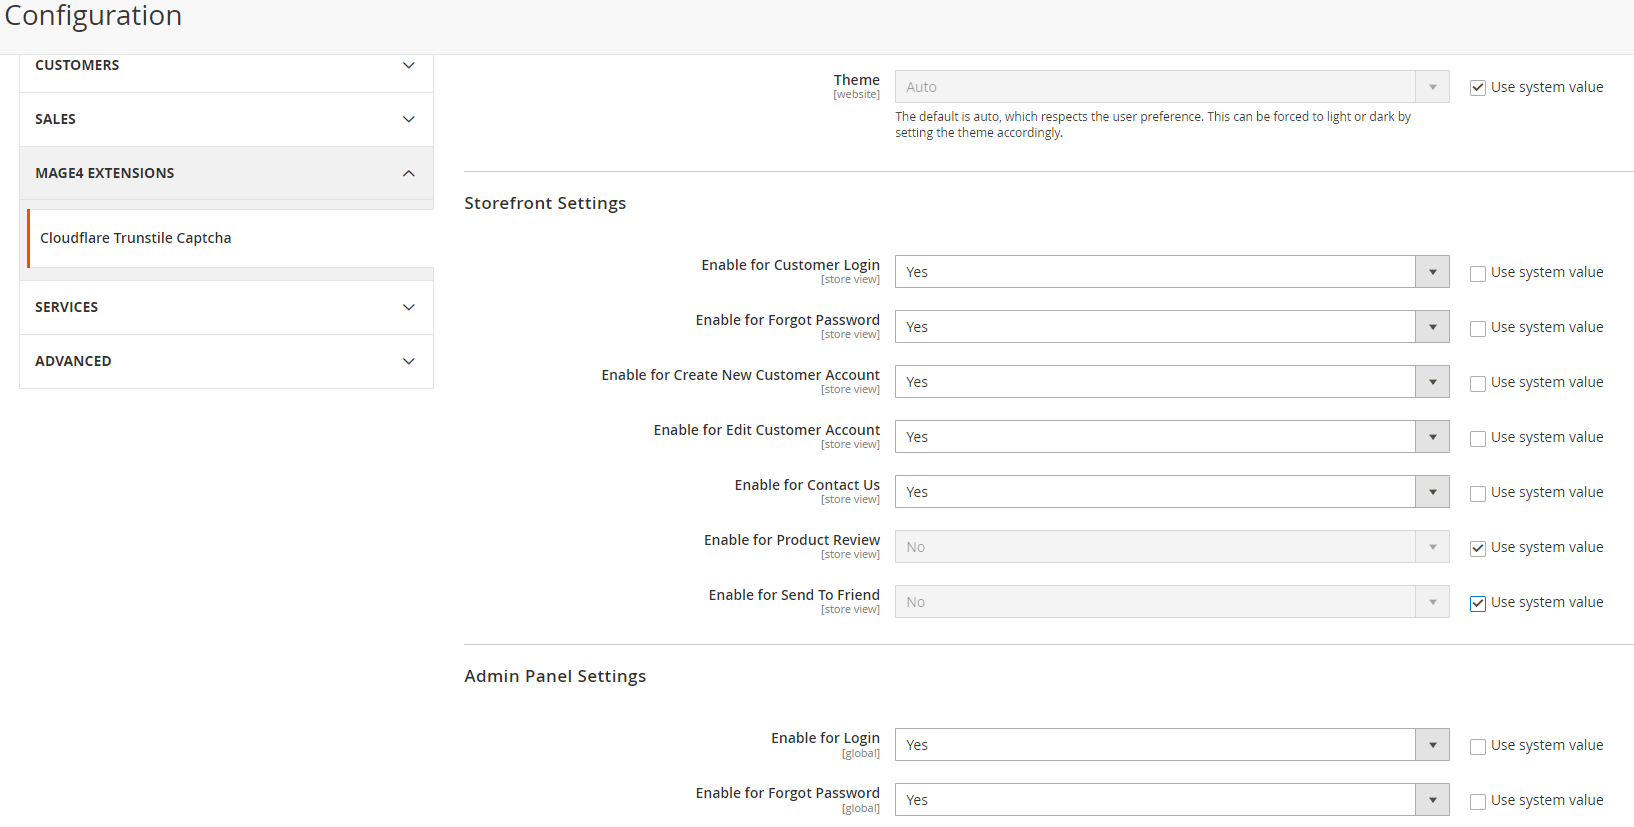 Configuration
CUSTOMERS
SALES
MAGE4 EXTENSIONS
Cloudflare Trunstile Captcha
SERVICES
ADVANCED
Theme
[website]
Auto
Use system value
The default is auto, which respects the user preference. This can be forced to light or dark by
setting the theme accordingly.
Storefront Settings
Enable for Customer Login
[store view]
Yes
Use system value
Enable for Forgot Password
[store view]
Yes
Use system value
Enable for Create New Customer Account
[store view]
Yes
Use system value
Enable for Edit Customer Account
[store view]
Yes
Use system value
Enable for Contact Us
[store view]
Yes
Use system value
Enable for Product Review
[store view]
No
Use system value
Enable for Send To Friend
[store view]
No
Use system value
Admin Panel Settings
Enable for Login
[global]
Yes
Use system value
Enable for Forgot Password
[global]
Yes
Use system value